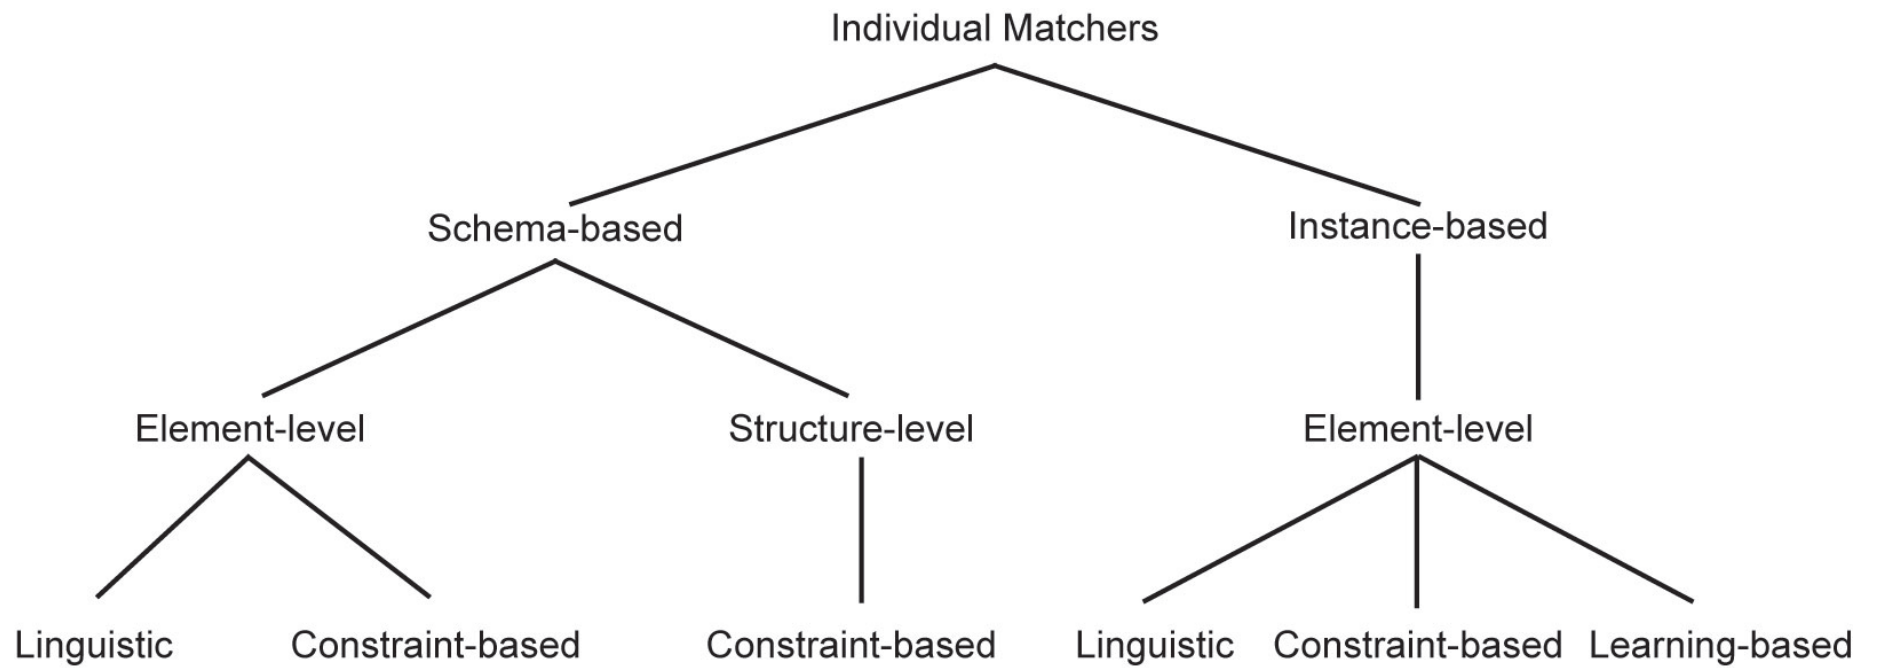 Individual Matchers
Schema-based
Instance-based
Element-level
Structure-level
Element-level
Linguistic
Constraint-based
Constraint-based
Linguistic
Constraint-based
Learning-based